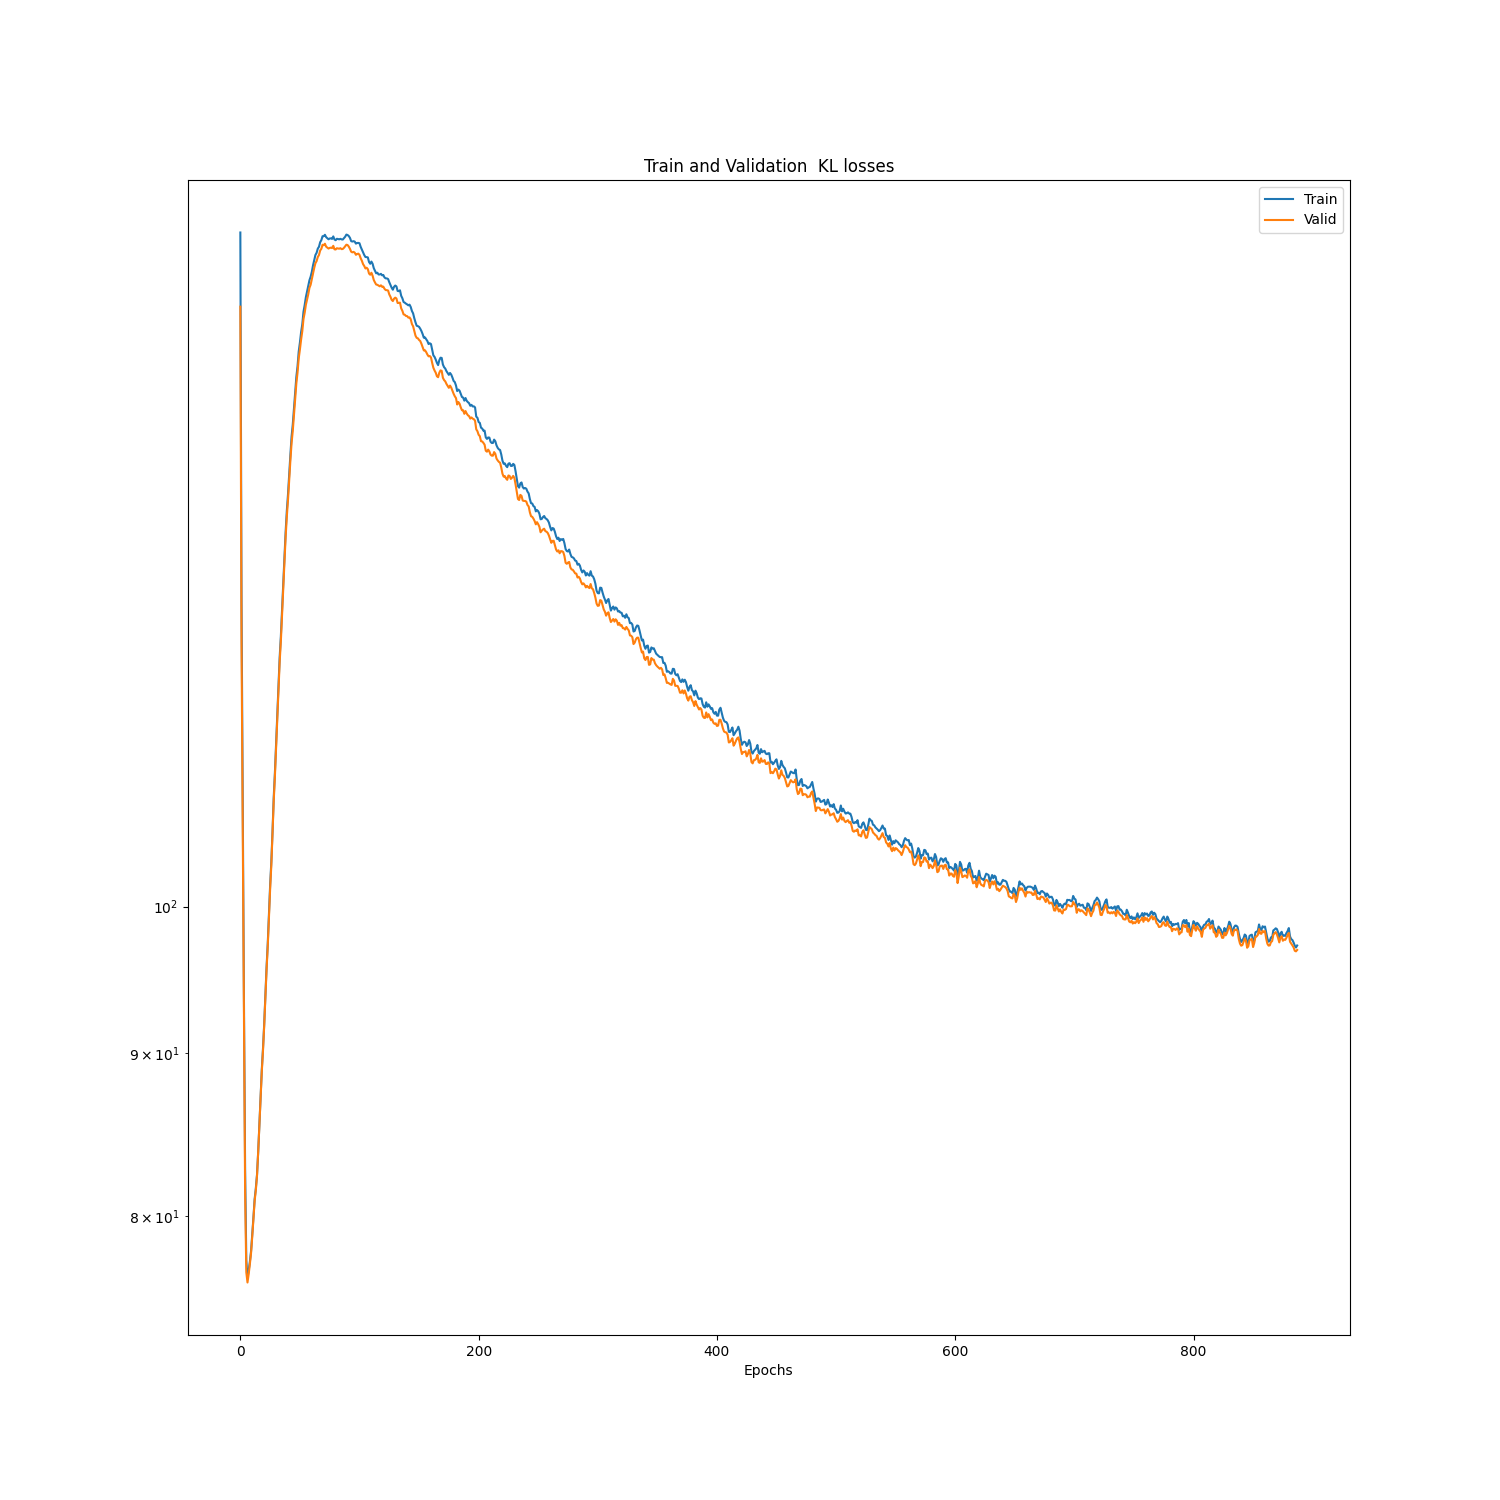 Train and Validation  KL losses
Train
Valid
10²
9 × 10¹
8 × 10¹
0 200 400 600 800
Epochs